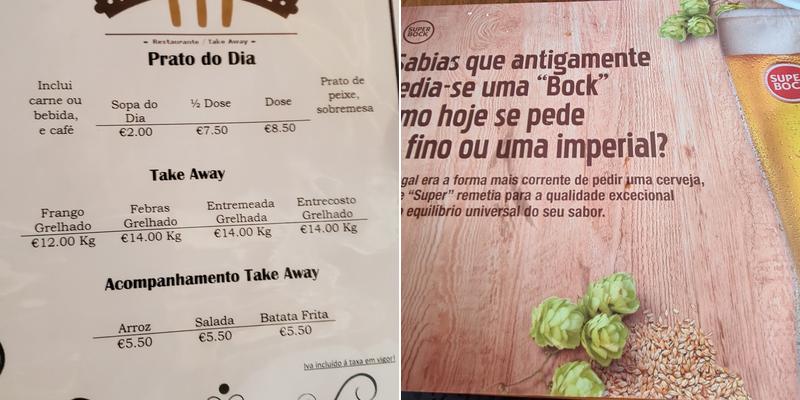 Restaurante / Take Away
Prato do Dia
Inclui
carne ou
bebida,
e café
Sopa do
Dia
½ Dose
Dose
€2.00
€7.50
€8.50
Prato de
peixe,
sobremesa
Take Away
Frango
Grelhado
Febras
Grelhado
Entremeada
Grelhada
Entrecosto
Grelhado
€12.00 Kg
€14.00 Kg
€14.00 Kg
€14.00 Kg
Acompanhamento Take Away
Arroz
Salada
Batata Frita
€5.50
€5.50
€5.50
Iva incluído á taxa em vigor!
SUPER
BOCK
Sabias que antigamente
edia-se uma “Bock”
mo hoje se pede
fino ou uma imperial?
gal era a forma mais corrente de pedir uma cerveja,
e “Super” remetia para a qualidade excecional
o equilíbrio universal do seu sabor.
SUPE
BOC